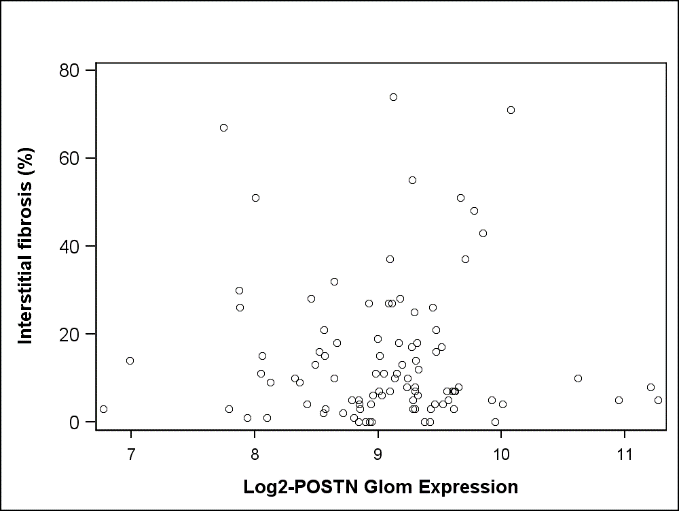 80
60
40
20
0
Interstitial fibrosis (%)
7 8 9 10 11
Log2-POSTN Glom Expression